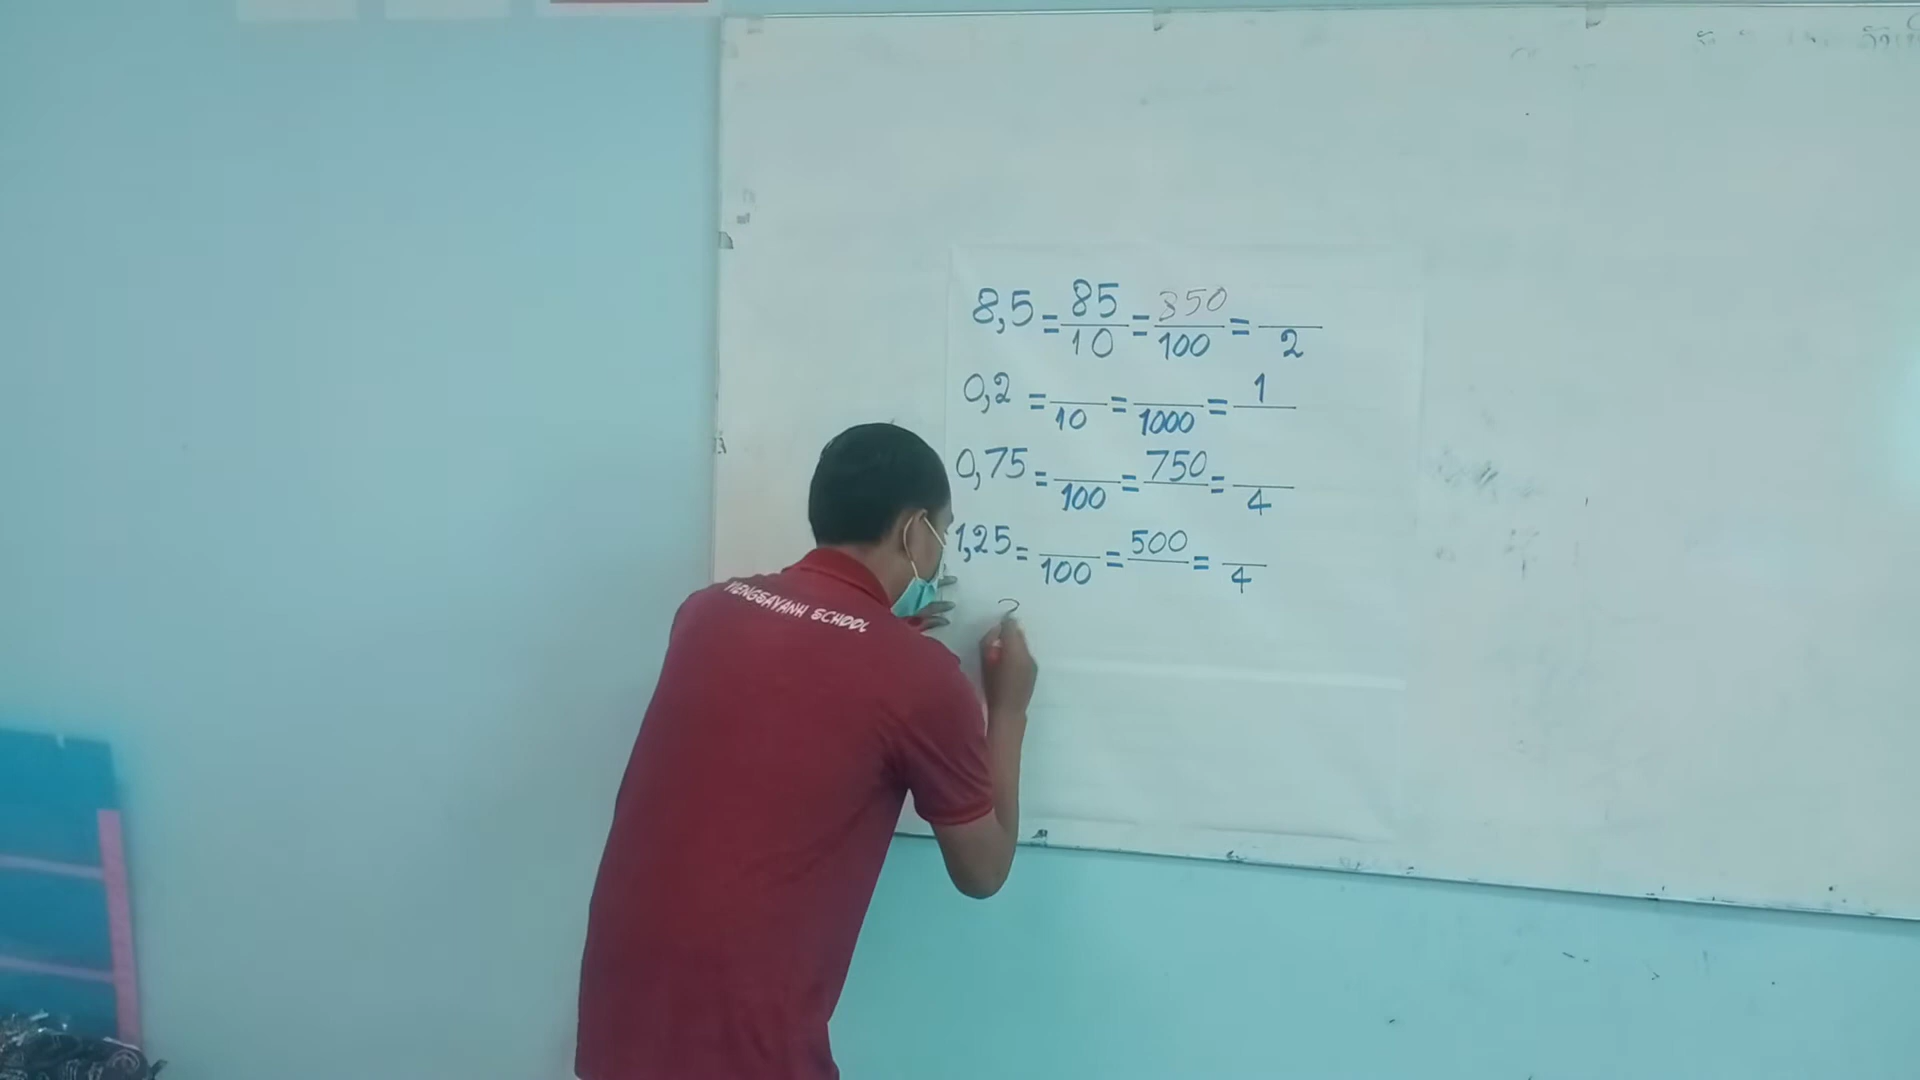 8,5 = 85/10 = 850/100 = /2
0,2 = /10 = /1000 = 1/
0,75 = /100 = 750/ = /4
1,25 = /100 = 500/ = /4
VIENGSAVANH SCHOOL